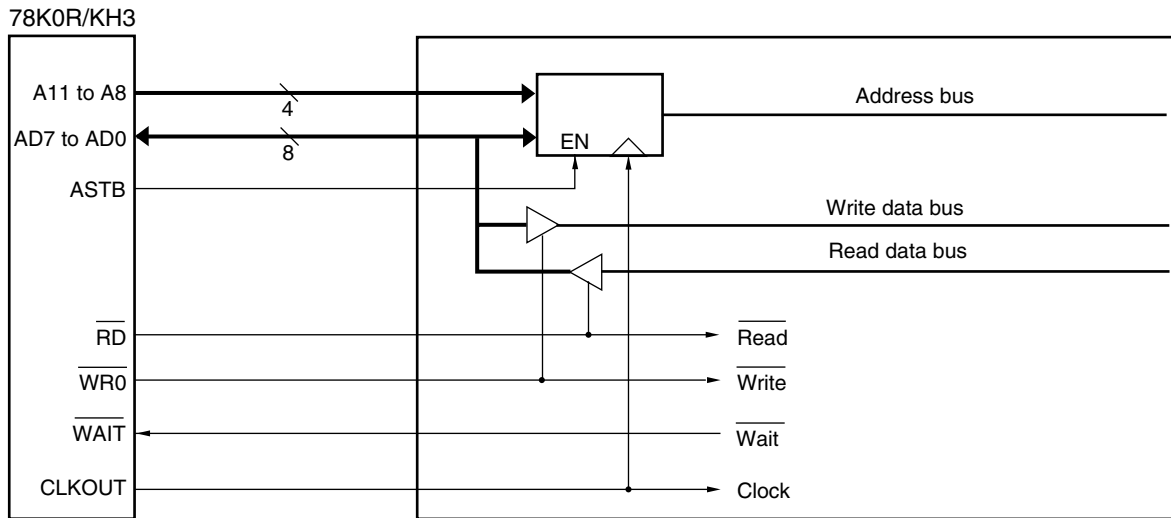 78K0R/KH3
A11 to A8
4
Address bus
AD7 to AD0
8
EN
ASTB
Write data bus
Read data bus
RD
Read
WR0
Write
WAIT
Wait
CLKOUT
Clock